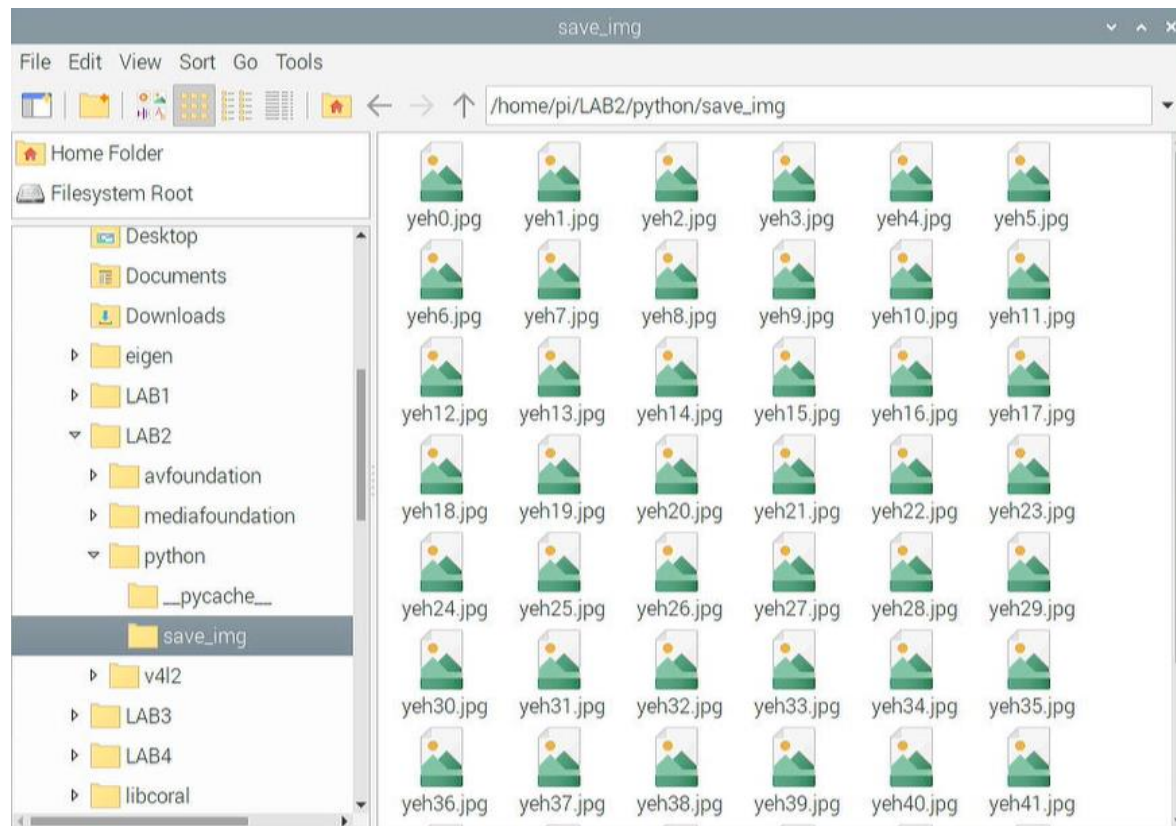 save_img
File Edit View Sort Go Tools
/home/pi/LAB2/python/save_img
Home Folder
Filesystem Root
Desktop
Documents
Downloads
eigen
LAB1
LAB2
avfoundation
mediafoundation
python
__pycache__
save_img
v4l2
LAB3
LAB4
libcoral
yeh0.jpg yeh1.jpg yeh2.jpg yeh3.jpg yeh4.jpg yeh5.jpg
yeh6.jpg yeh7.jpg yeh8.jpg yeh9.jpg yeh10.jpg yeh11.jpg
yeh12.jpg yeh13.jpg yeh14.jpg yeh15.jpg yeh16.jpg yeh17.jpg
yeh18.jpg yeh19.jpg yeh20.jpg yeh21.jpg yeh22.jpg yeh23.jpg
yeh24.jpg yeh25.jpg yeh26.jpg yeh27.jpg yeh28.jpg yeh29.jpg
yeh30.jpg yeh31.jpg yeh32.jpg yeh33.jpg yeh34.jpg yeh35.jpg
yeh36.jpg yeh37.jpg yeh38.jpg yeh39.jpg yeh40.jpg yeh41.jpg